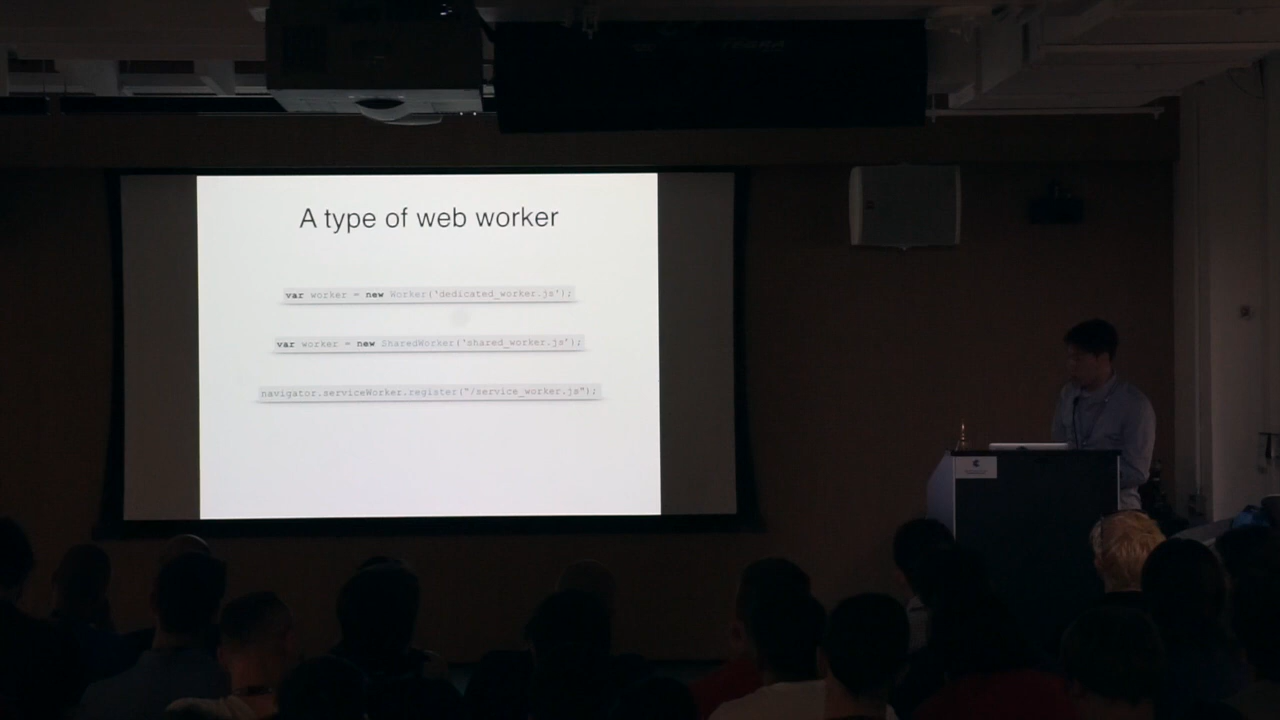 A type of web worker
var worker = new Worker('dedicated_worker.js');
var worker = new SharedWorker('shared_worker.js');
navigator.serviceWorker.register("/service_worker.js");